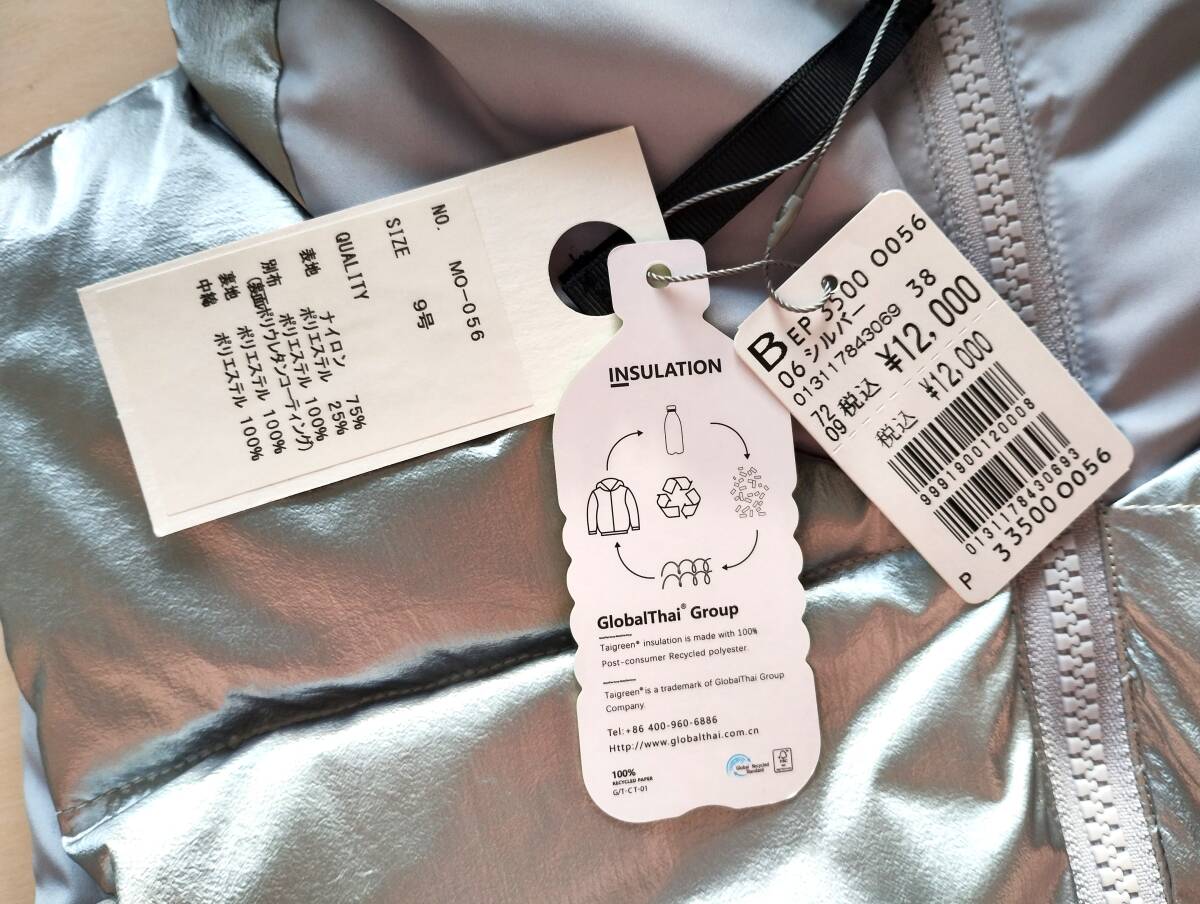 NO. MO-056
SIZE 9号
QUALITY
表地 ナイロン 75%
ポリエステル 25%
別布 ポリエステル 100%
(裏面ポリウレタンコーティング)
裏地 ポリエステル 100%
中綿 ポリエステル 100%
INSULATION
GlobalThai® Group
Taigreen® insulation is made with 100%
Post-consumer Recycled polyester.
Taigreen® is a trademark of GlobalThai Group
Company.
Tel:+86 400-960-6886
Http://www.globalthai.com.cn
100%
RECYCLED PAPER
G/T-CT-01
Global Recycled
Standard
B EP 3500 0056
06 シルバー 38
013117843069
72
09 税込 ¥12,000
税込 ¥12,000
9991900120008
0131178430693
P 33500 0056